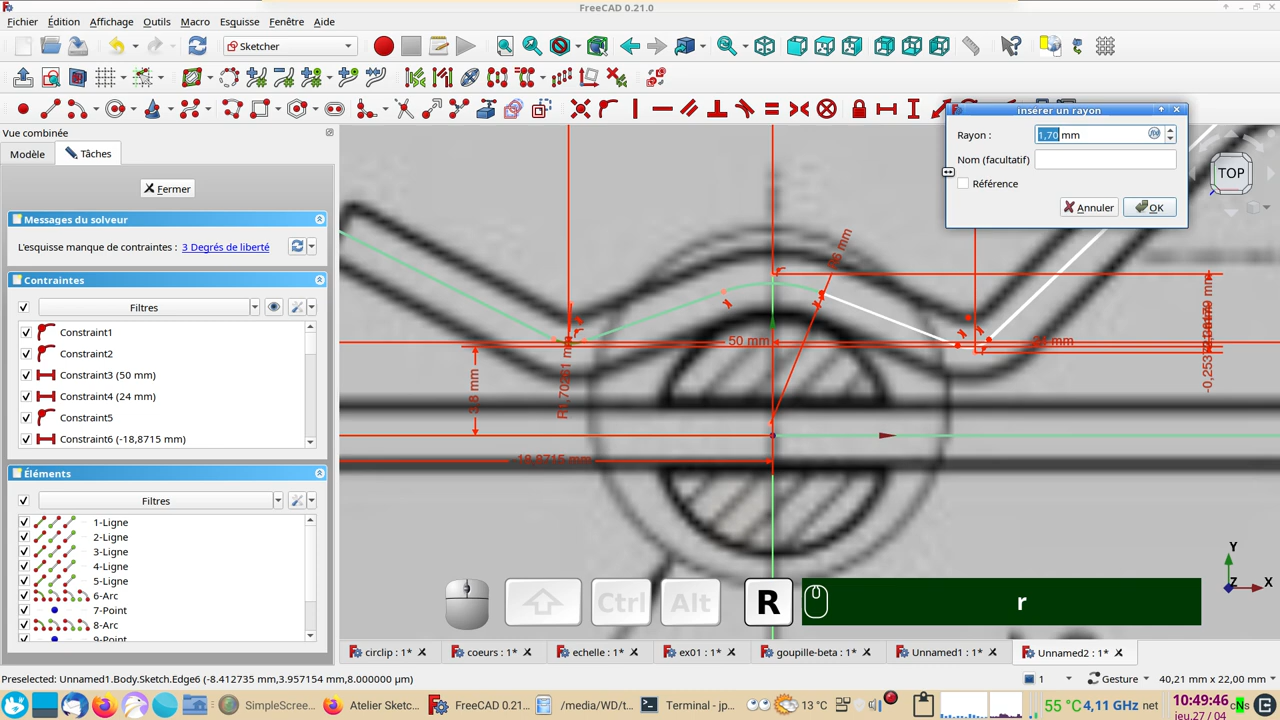 FreeCAD 0.21.0
Fichier Édition Affichage Outils Macro Esquisse Fenêtre Aide
Sketcher
Vue combinée
Modèle Tâches
Fermer
Messages du solveur
L'esquisse manque de contraintes : 3 Degrés de liberté
Contraintes
Filtres
Constraint1
Constraint2
Constraint3 (50 mm)
Constraint4 (24 mm)
Constraint5
Constraint6 (-18,8715 mm)
Éléments
Filtres
1-Ligne
2-Ligne
3-Ligne
4-Ligne
5-Ligne
6-Arc
7-Point
8-Arc
9-Point
insérer un rayon
Rayon : 1,70 mm
Nom (facultatif)
Référence
Annuler OK
TOP
50 mm
18,8715 mm
Y
Z X
Ctrl Alt R r
circlip : 1* coeurs : 1* echelle : 1* ex01 : 1* goupille-beta : 1* Unnamed1 : 1* Unnamed2 : 1*
Preselected: Unnamed1.Body.Sketch.Edge6 (-8.412735 mm,3.957154 mm,8.000000 µm) 1 Gesture 40,21 mm x 22,00 mm
SimpleScree... Atelier Sketc... FreeCAD 0.21... /media/WD/t... Terminal - jp... 13 °C 55 °C 4,11 GHz net 10:49:46
jeu.27 / 04